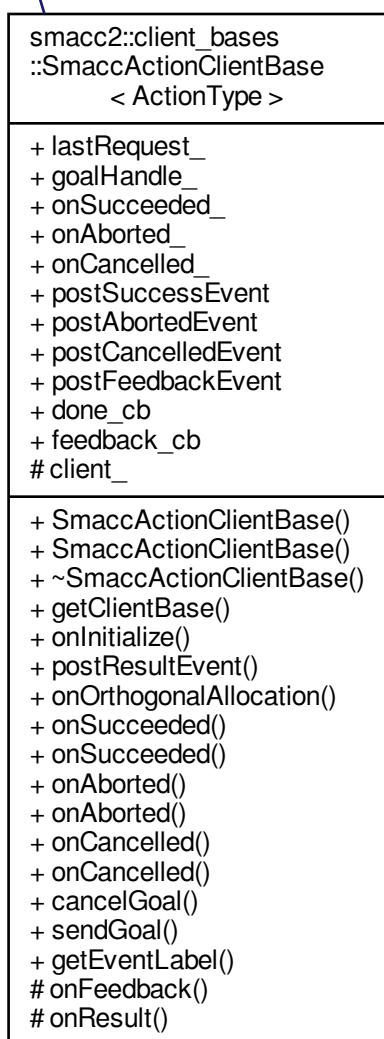 smacc2::client_bases
::SmaccActionClientBase
< ActionType >
+ lastRequest_
+ goalHandle_
+ onSucceeded_
+ onAborted_
+ onCancelled_
+ postSuccessEvent
+ postAbortedEvent
+ postCancelledEvent
+ postFeedbackEvent
+ done_cb
+ feedback_cb
# client_
+ SmaccActionClientBase()
+ SmaccActionClientBase()
+ ~SmaccActionClientBase()
+ getClientBase()
+ onInitialize()
+ postResultEvent()
+ onOrthogonalAllocation()
+ onSucceeded()
+ onSucceeded()
+ onAborted()
+ onAborted()
+ onCancelled()
+ onCancelled()
+ cancelGoal()
+ sendGoal()
+ getEventLabel()
# onFeedback()
# onResult()